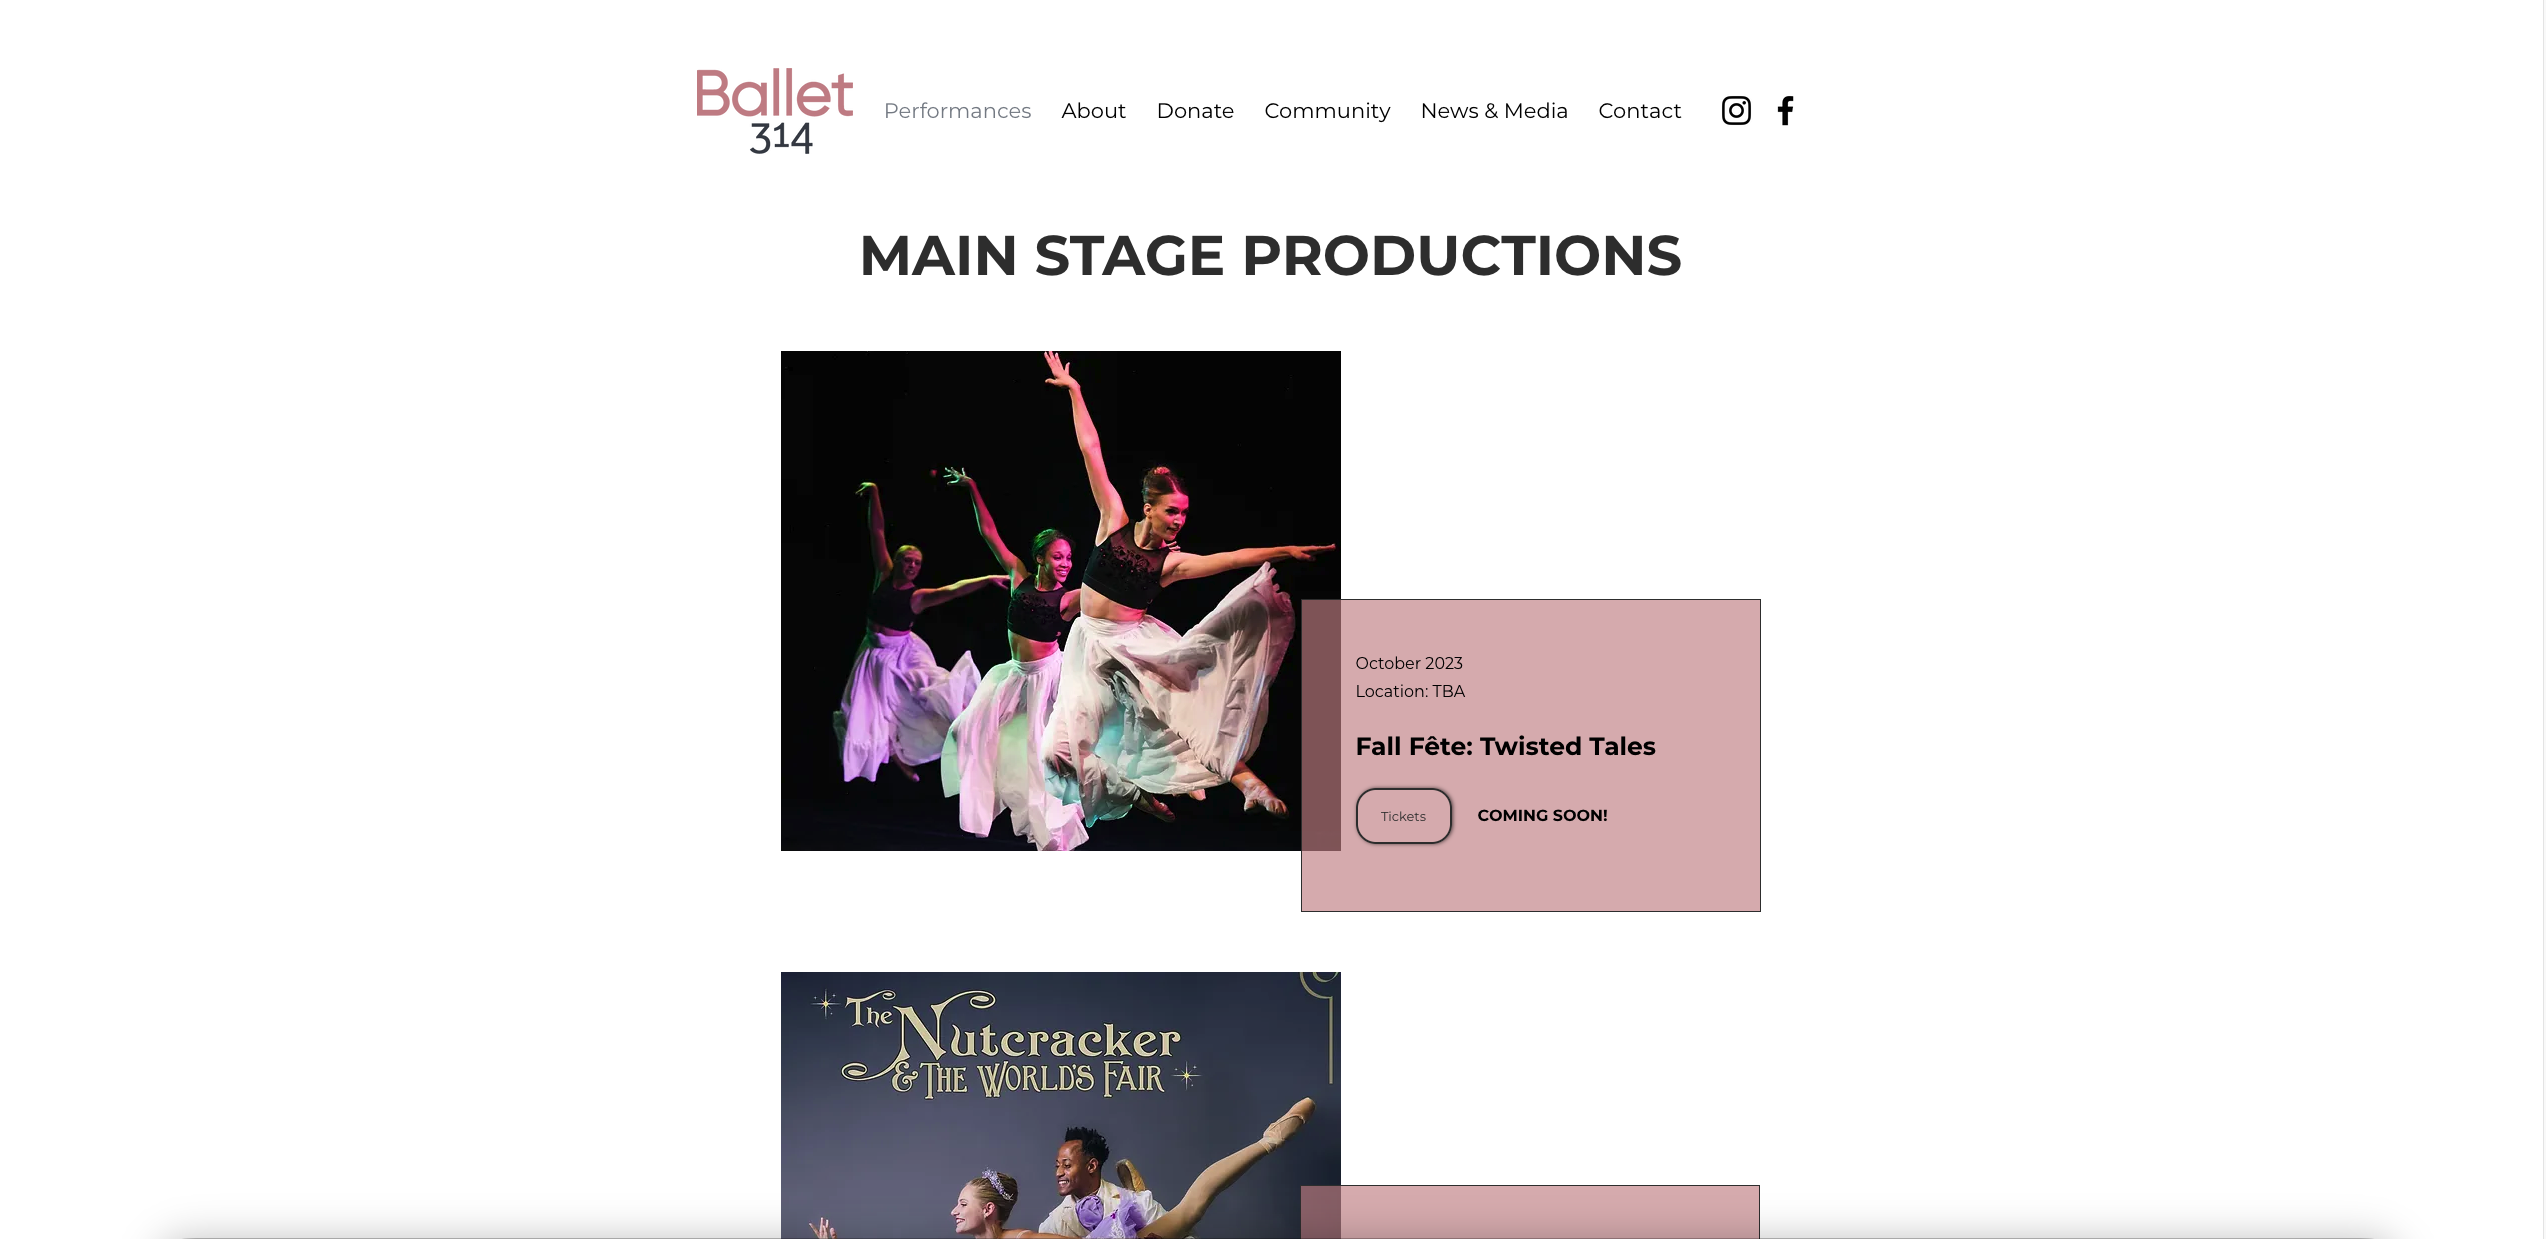 Ballet
314
Performances About Donate Community News & Media Contact
MAIN STAGE PRODUCTIONS
October 2023
Location: TBA
Fall Fête: Twisted Tales
Tickets COMING SOON!
The Nutcracker
& The World's Fair